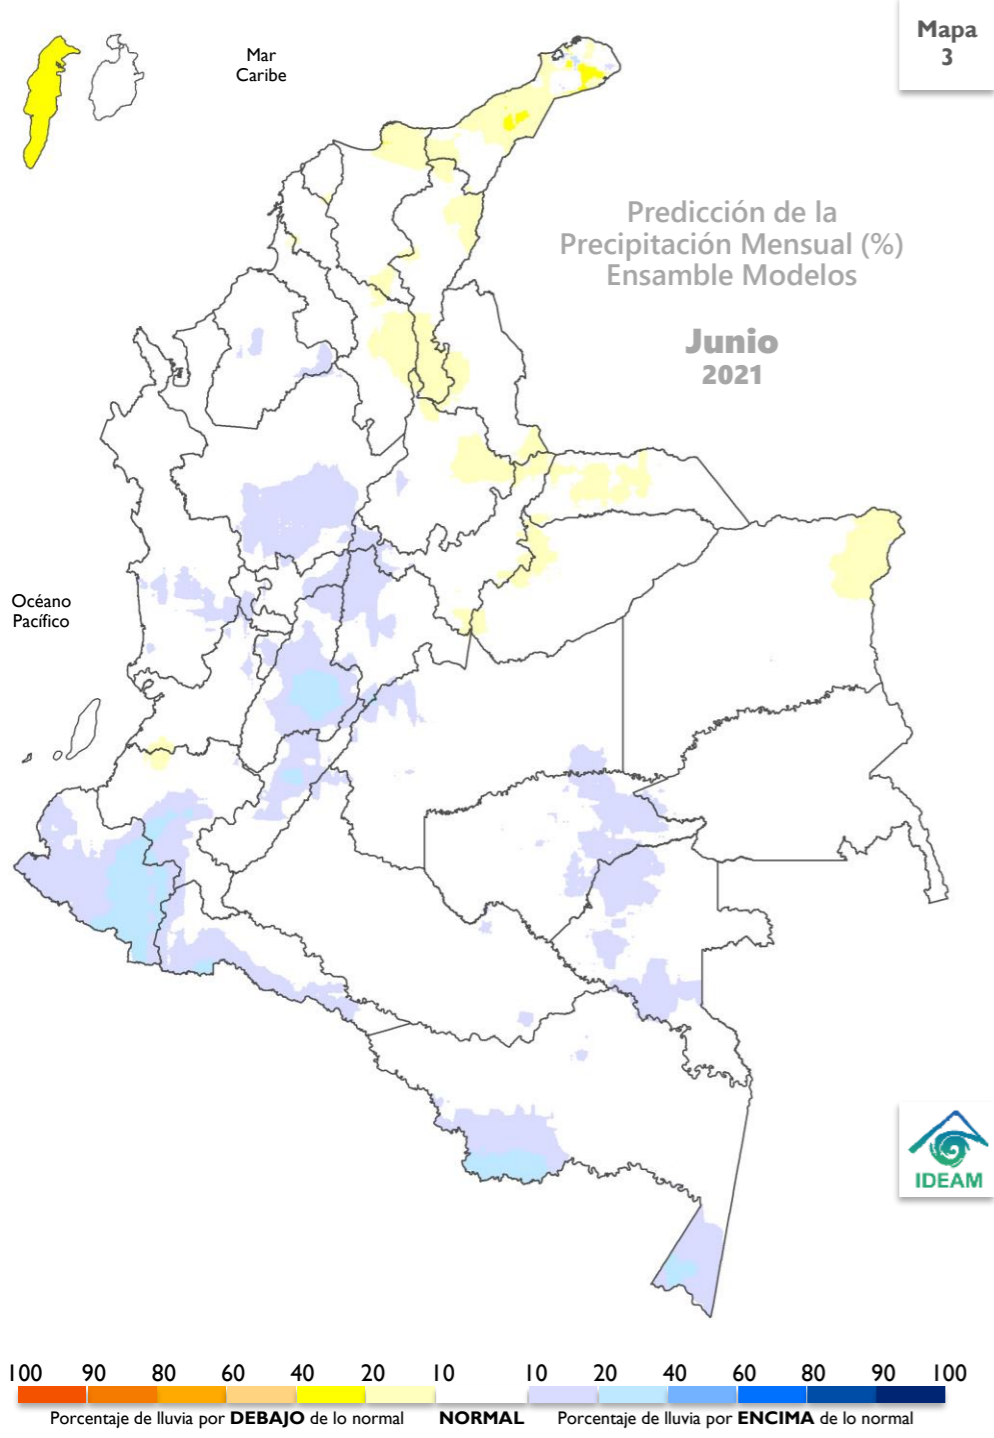 Mapa
3
Mar
Caribe
Predicción de la
Precipitación Mensual (%)
Ensamble Modelos
Junio
2021
Océano
Pacífico
IDEAM
100 90 80 60 40 20 10 10 20 40 60 80 90 100
Porcentaje de lluvia por DEBAJO de lo normal NORMAL Porcentaje de lluvia por ENCIMA de lo normal